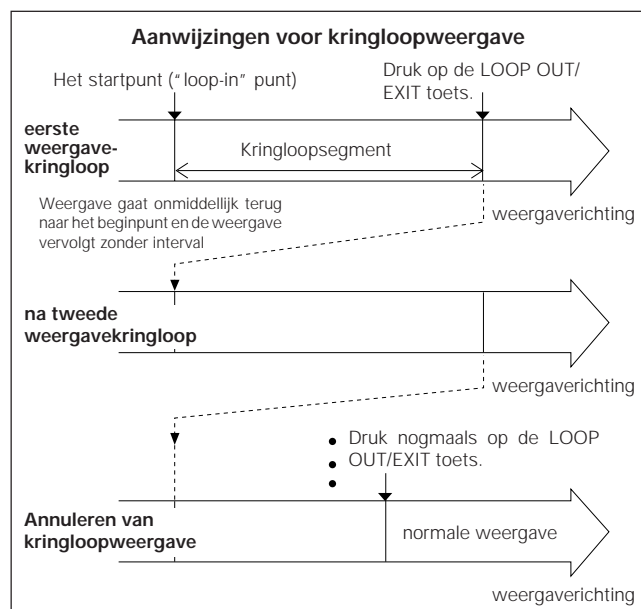 Aanwijzingen voor kringloopweergave
Het startpunt (“loop-in” punt)
Druk op de LOOP OUT/
EXIT toets.
eerste
weergave-
kringloop
Kringloopsegment
Weergave gaat onmiddellijk terug
naar het beginpunt en de weergave
vervolgt zonder interval
weergaverichting
na tweede
weergavekringloop
weergaverichting
• Druk nogmaals op de LOOP
• OUT/EXIT toets.
•
Annuleren van
kringloopweergave
normale weergave
weergaverichting